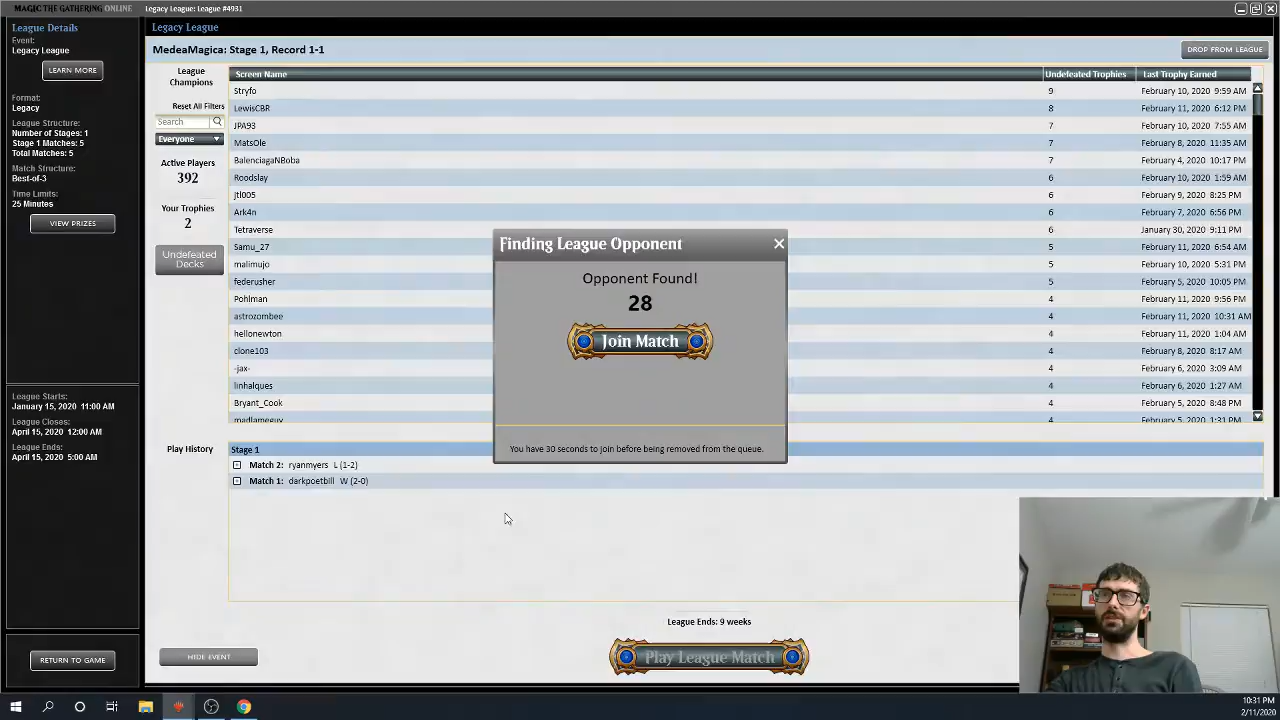 MAGIC THE GATHERING ONLINE
Legacy League: League #4931
League Details
Event:
Legacy League
LEARN MORE
Format:
Legacy
League Structure:
Number of Stages: 1
Stage 1 Matches: 5
Total Matches: 5
Match Structure:
Best-of-3
Time Limits:
25 Minutes
VIEW PRIZES
League Starts:
January 15, 2020 11:00 AM
League Closes:
April 15, 2020 12:00 AM
League Ends:
April 15, 2020 5:00 AM
RETURN TO GAME
Legacy League
MedeaMagica: Stage 1, Record 1-1
DROP FROM LEAGUE
League
Champions
Reset All Filters
Search
Everyone
Active Players
392
Your Trophies
2
Undefeated
Decks
Screen Name Undefeated Trophies Last Trophy Earned
Stryfo 9 February 10, 2020 9:59 AM
LewisCBR 8 February 11, 2020 6:12 PM
JPA93 7 February 10, 2020 7:55 AM
MatsOle 7 February 8, 2020 11:35 AM
BalenciagaNBoba 7 February 4, 2020 10:17 PM
Roodslay 6 February 10, 2020 1:59 AM
jtl005 6 February 9, 2020 8:25 PM
Ark4n 6 February 7, 2020 6:56 PM
Tetraverse 6 January 30, 2020 9:11 PM
Samu_27 5 February 11, 2020 6:54 AM
malimujo 5 February 10, 2020 5:31 PM
federusher 5 February 5, 2020 10:05 PM
Pohlman 4 February 11, 2020 9:56 PM
astrozombee 4 February 11, 2020 10:31 AM
hellonewton 4 February 11, 2020 1:04 AM
clone103 4 February 8, 2020 8:17 AM
-jax- 4 February 6, 2020 3:09 AM
linhalques 4 February 6, 2020 1:27 AM
Bryant_Cook 4 February 5, 2020 8:48 PM
madlameguy 4 February 5, 2020 1:31 PM
Finding League Opponent
Opponent Found!
28
Join Match
You have 30 seconds to join before being removed from the queue.
Play History
Stage 1
Match 2: ryanmyers L (1-2)
Match 1: darkpoetbill W (2-0)
League Ends: 9 weeks
HIDE EVENT
Play League Match
10:31 PM
2/11/2020